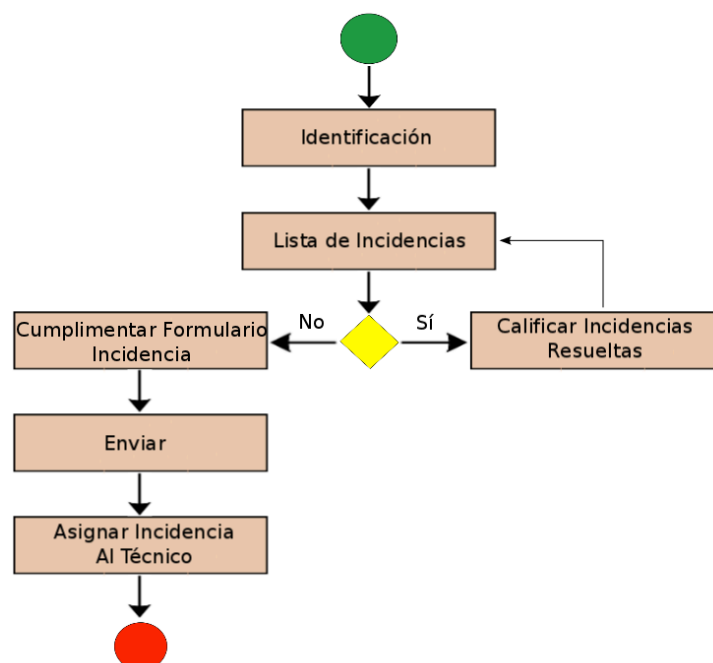 Identificación
Lista de Incidencias
No
Sí
Cumplimentar Formulario
Incidencia
Calificar Incidencias
Resueltas
Enviar
Asignar Incidencia
Al Técnico